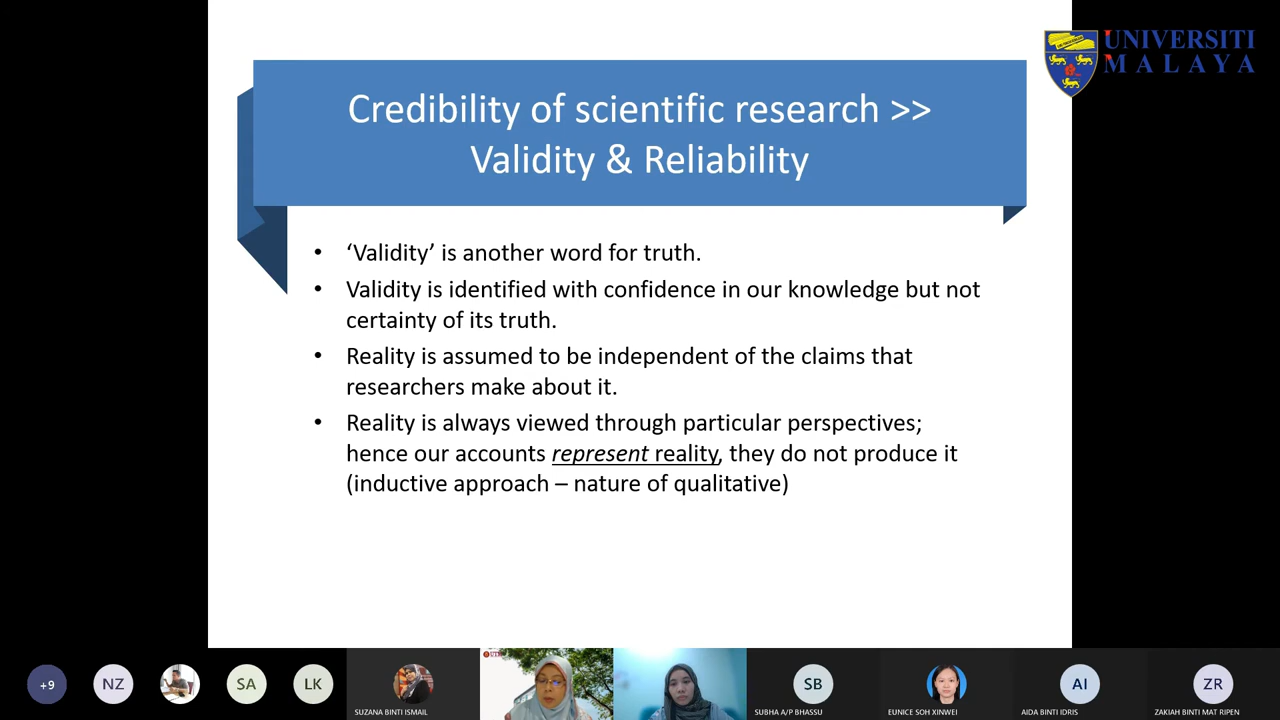 UNIVERSITI
MALAYA
Credibility of scientific research >>
Validity & Reliability
• ‘Validity’ is another word for truth.
• Validity is identified with confidence in our knowledge but not
certainty of its truth.
• Reality is assumed to be independent of the claims that
researchers make about it.
• Reality is always viewed through particular perspectives;
hence our accounts represent reality, they do not produce it
(inductive approach – nature of qualitative)
+9
NZ
SA
LK
SUZANA BINTI ISMAIL
SB
SUBHA A/P BHASSU
EUNICE SOH XINWEI
AI
AIDA BINTI IDRIS
ZR
ZAKIAH BINTI MAT RIPEN